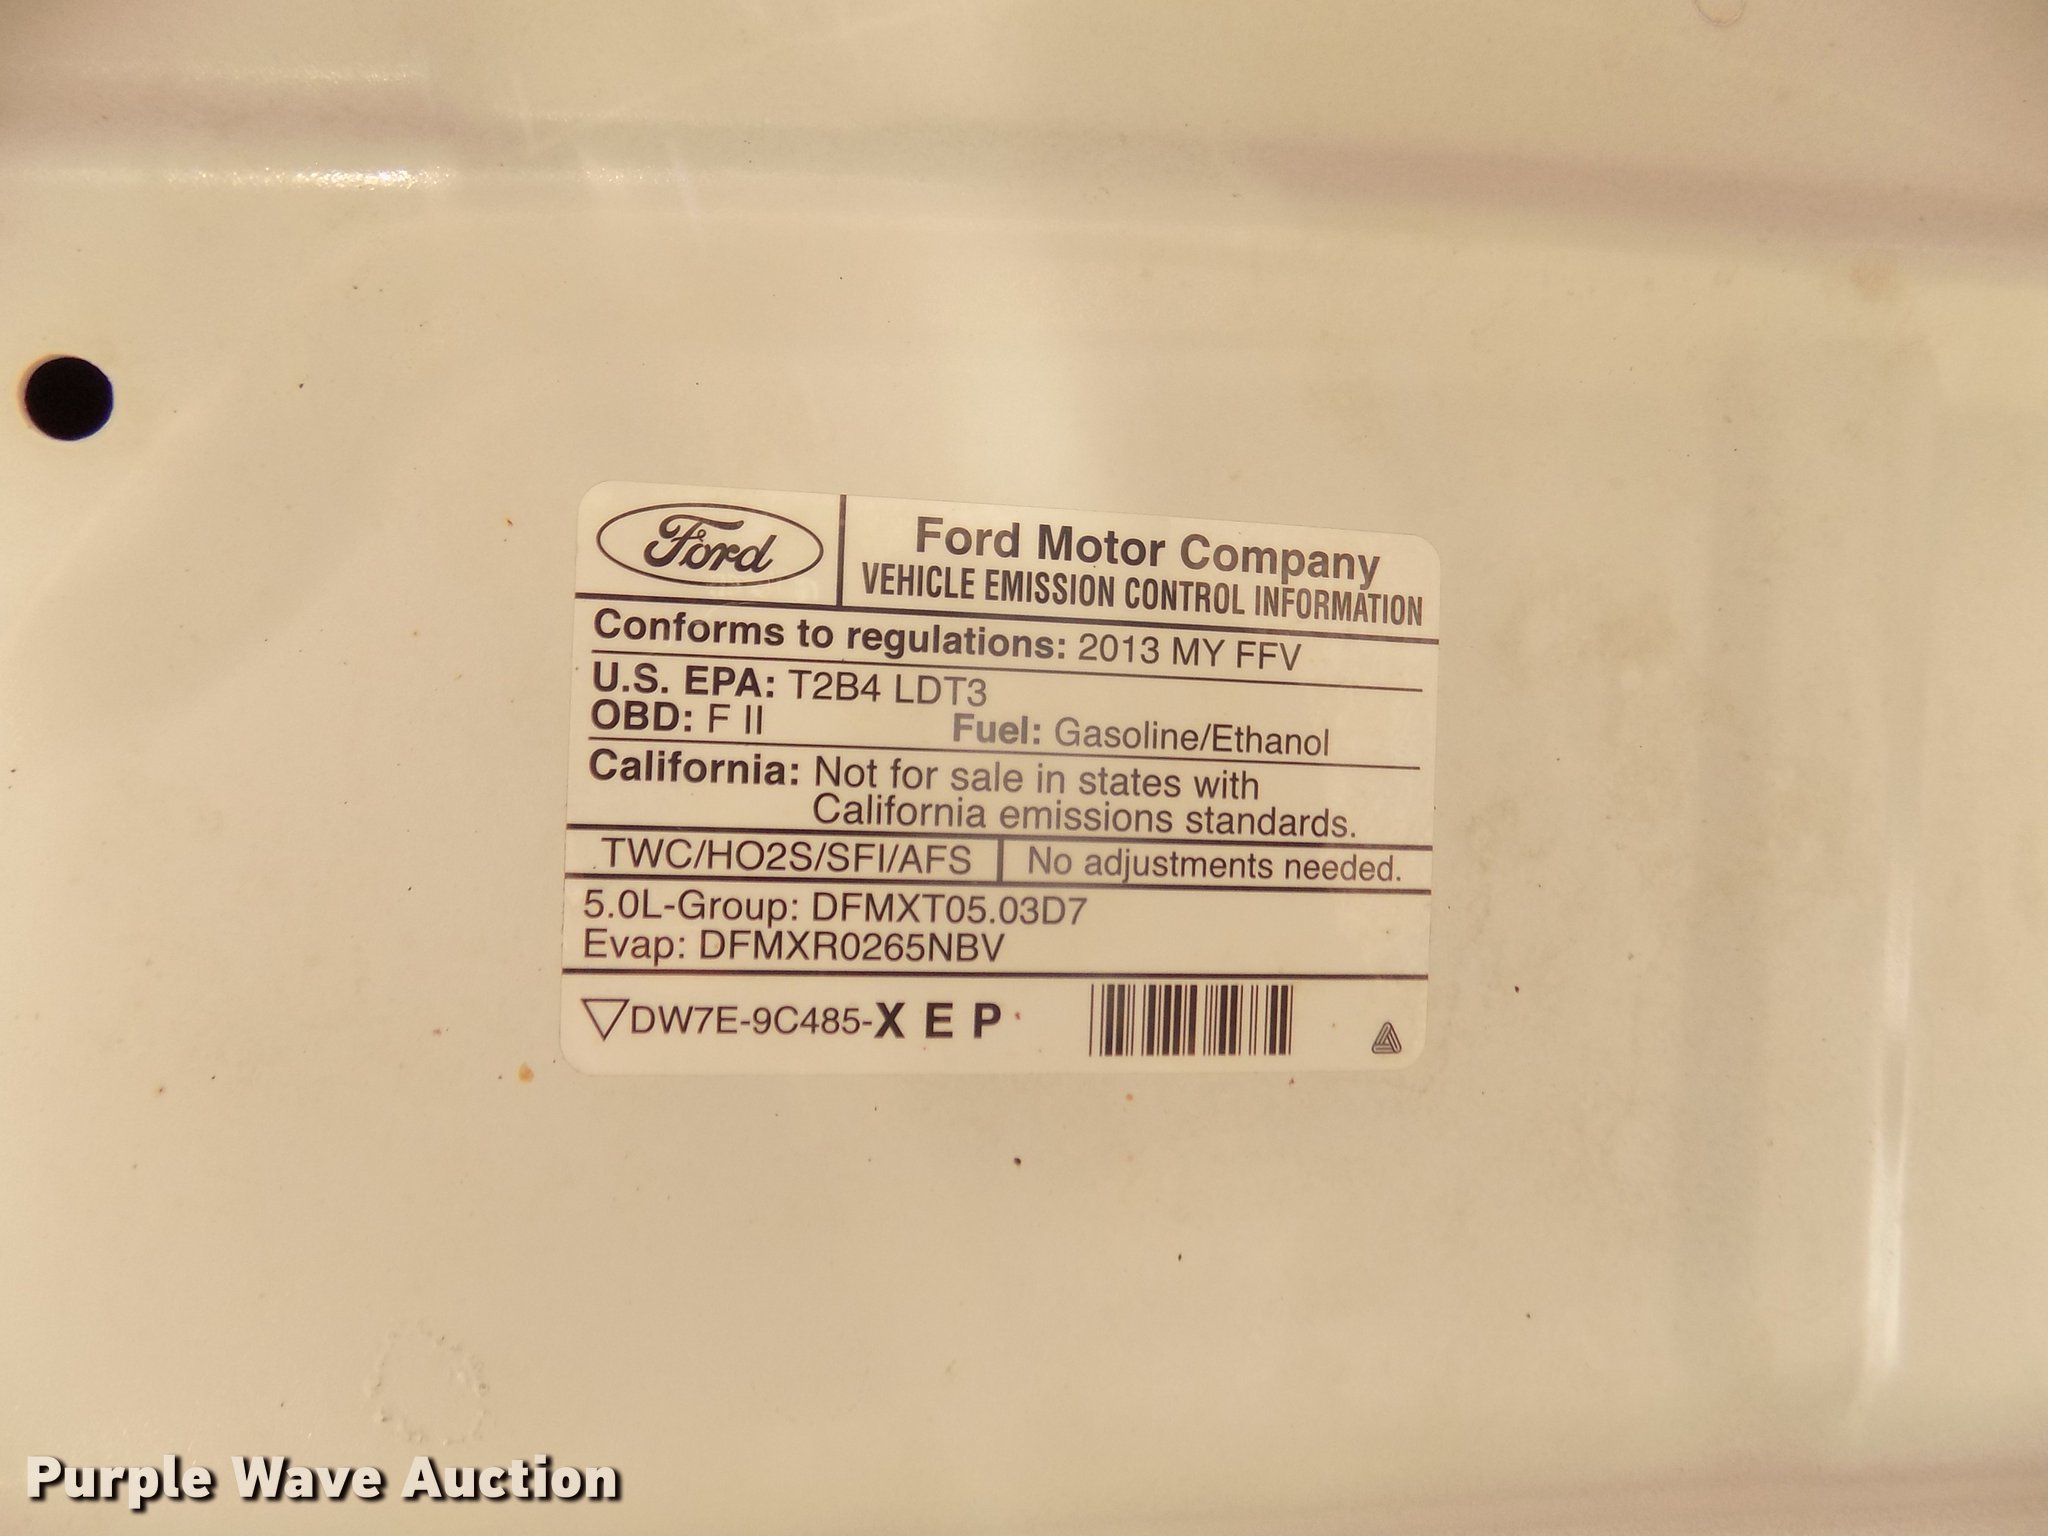 Ford
Ford Motor Company
VEHICLE EMISSION CONTROL INFORMATION
Conforms to regulations: 2013 MY FFV
U.S. EPA: T2B4 LDT3
OBD: F II Fuel: Gasoline/Ethanol
California: Not for sale in states with
California emissions standards.
TWC/HO2S/SFI/AFS No adjustments needed.
5.0L-Group: DFMXT05.03D7
Evap: DFMXR0265NBV
DW7E-9C485-X E P
Purple Wave Auction